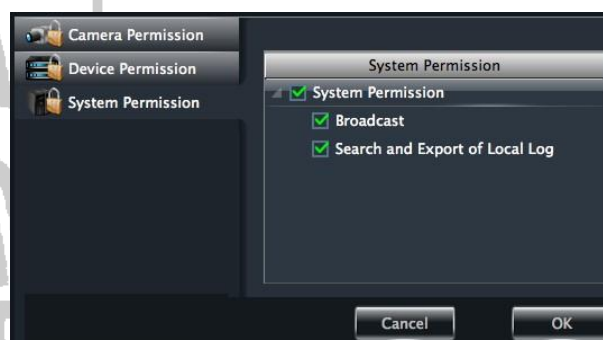 Camera Permission
Device Permission
System Permission
System Permission
System Permission
Broadcast
Search and Export of Local Log
Cancel
OK